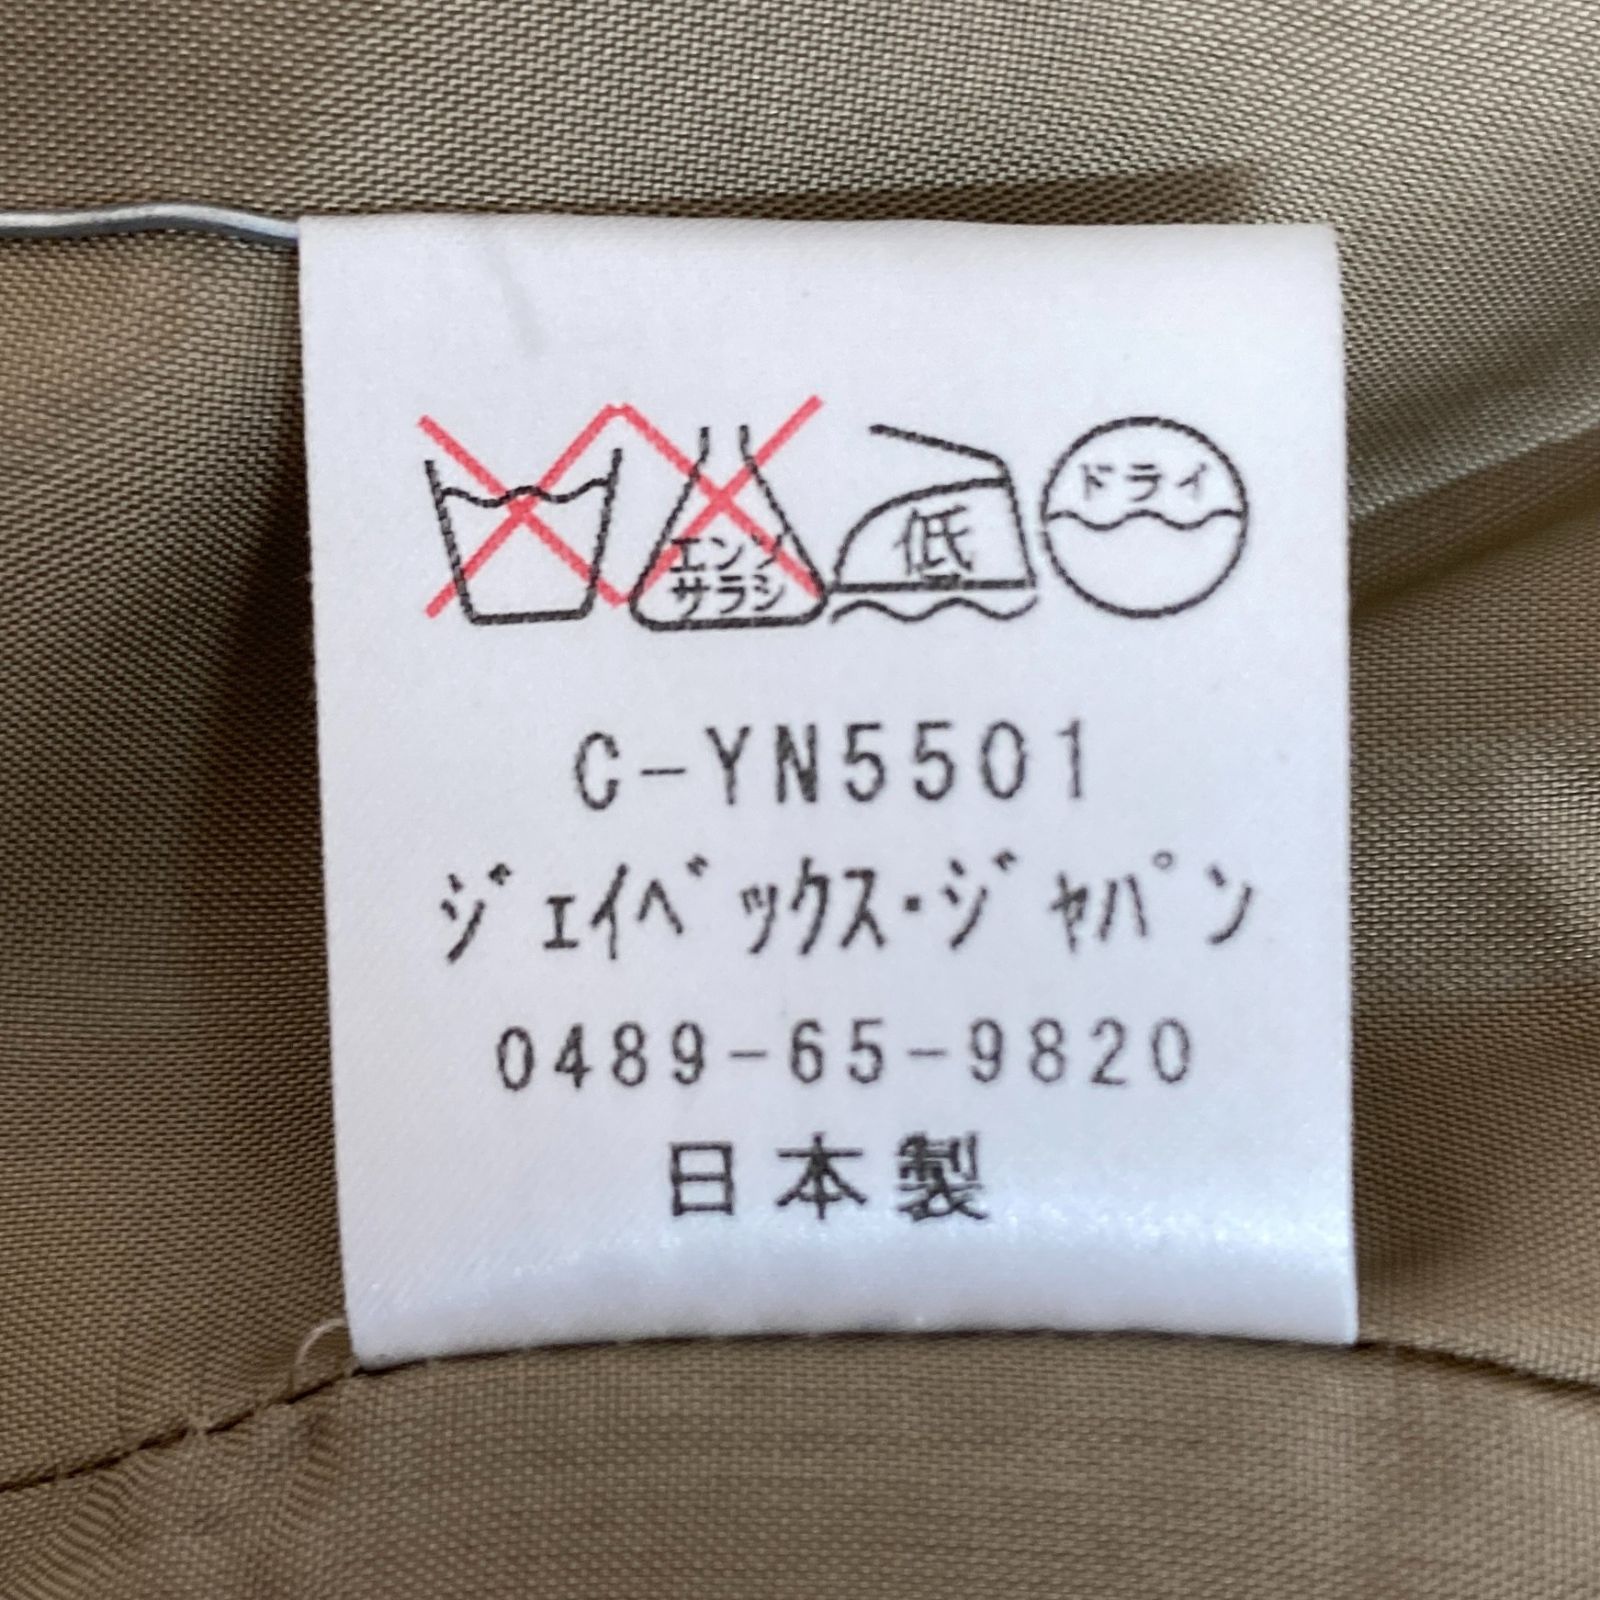 エンソ サラシ 低 ドライ
C-YN5501
ジェイベックス・ジャパン
0489-65-9820
日本製